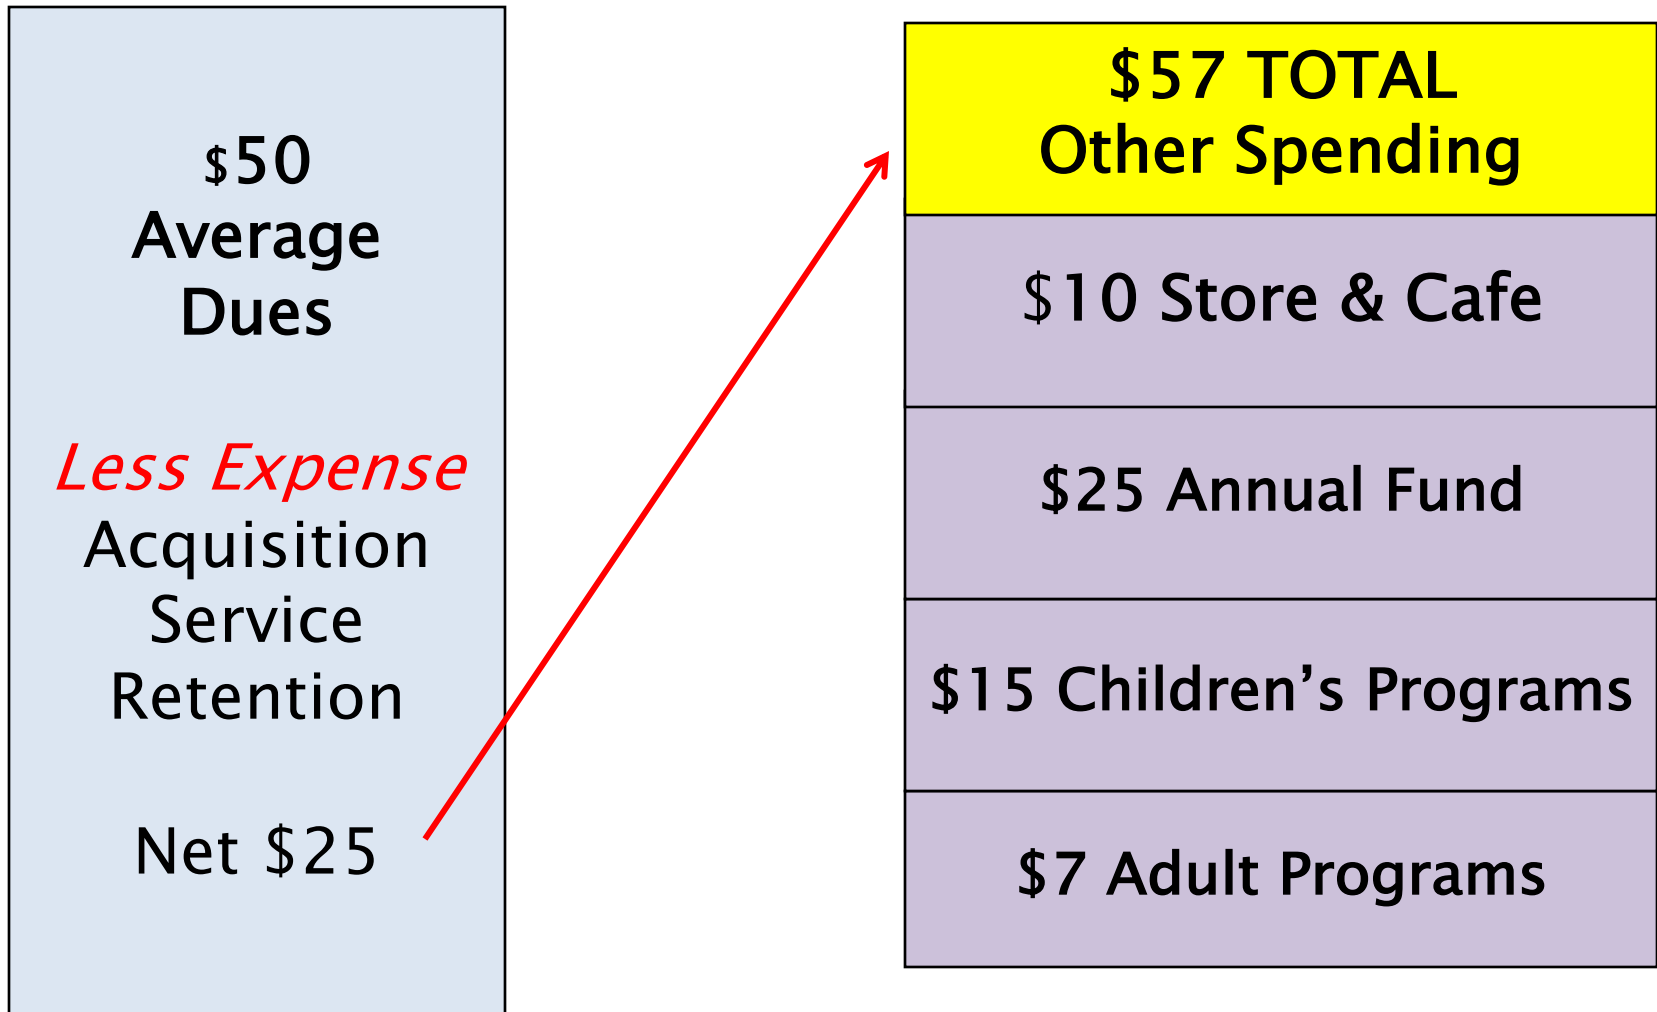 $50
Average
Dues
Less Expense
Acquisition
Service
Retention
Net $25
$57 TOTAL
Other Spending
$10 Store & Cafe
$25 Annual Fund
$15 Children’s Programs
$7 Adult Programs